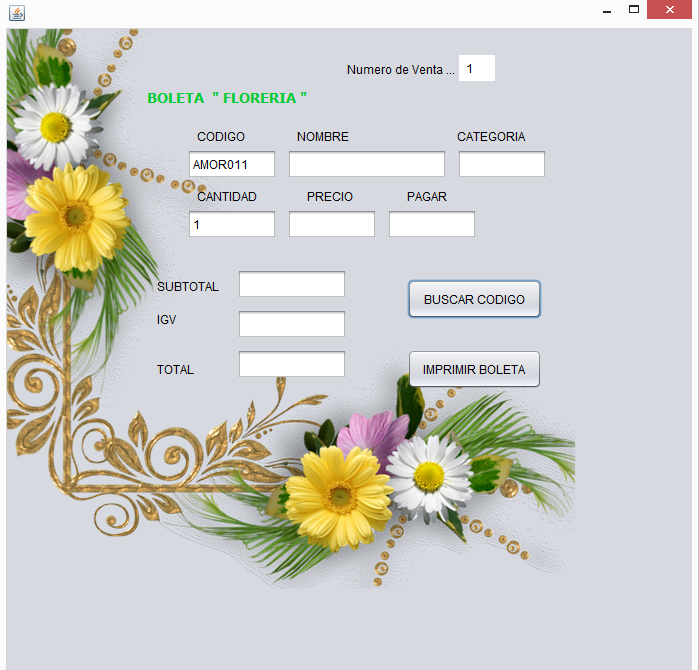 Numero de Venta ... 1
BOLETA " FLORERIA "
CODIGO NOMBRE CATEGORIA
AMOR011
CANTIDAD PRECIO PAGAR
1
SUBTOTAL
BUSCAR CODIGO
IGV
TOTAL IMPRIMIR BOLETA